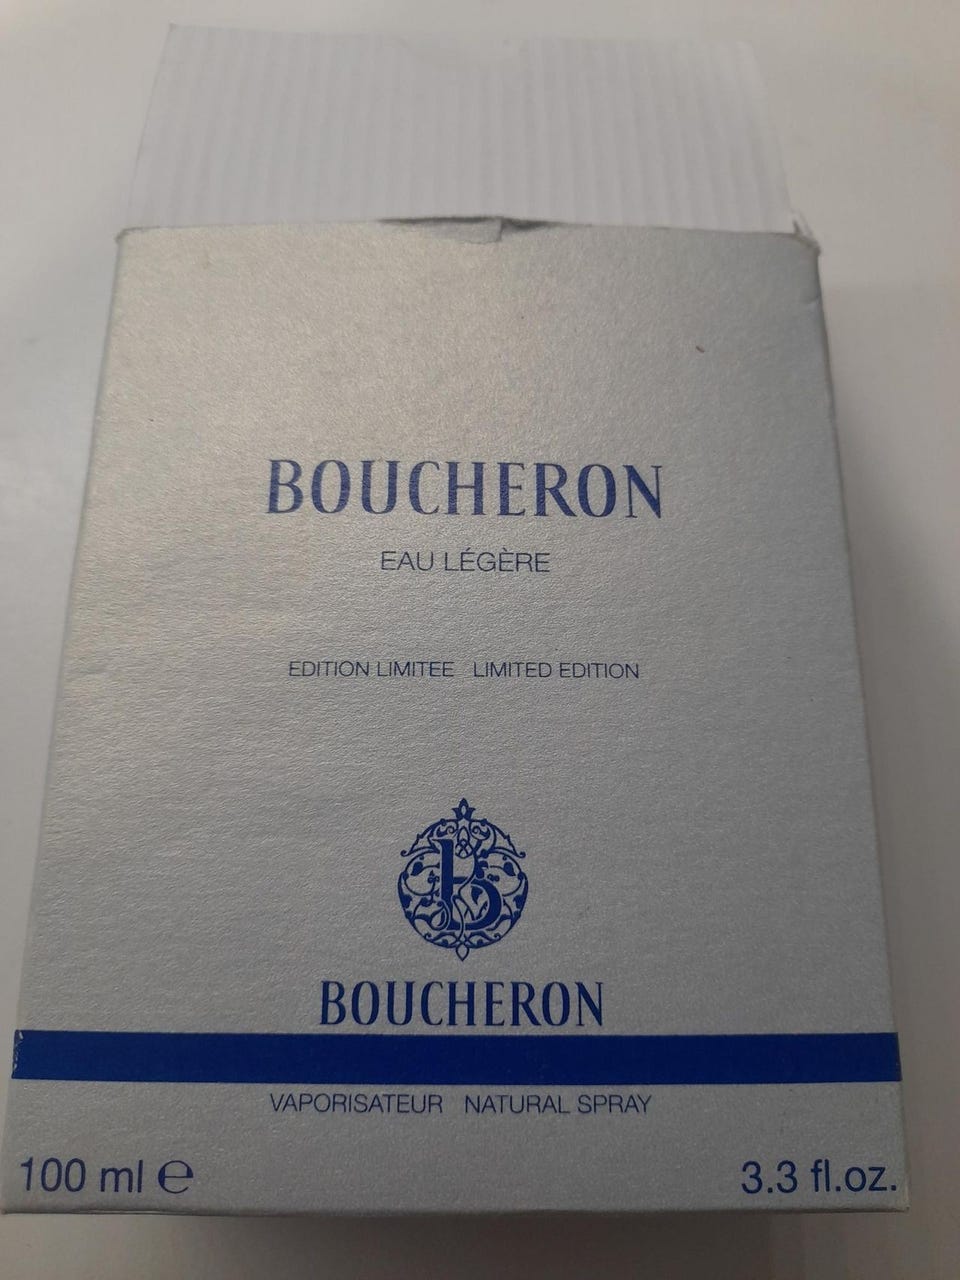 BOUCHERON
EAU LÉGÈRE
EDITION LIMITEE LIMITED EDITION
B
BOUCHERON
VAPORISATEUR NATURAL SPRAY
100 ml ℮ 3.3 fl.oz.